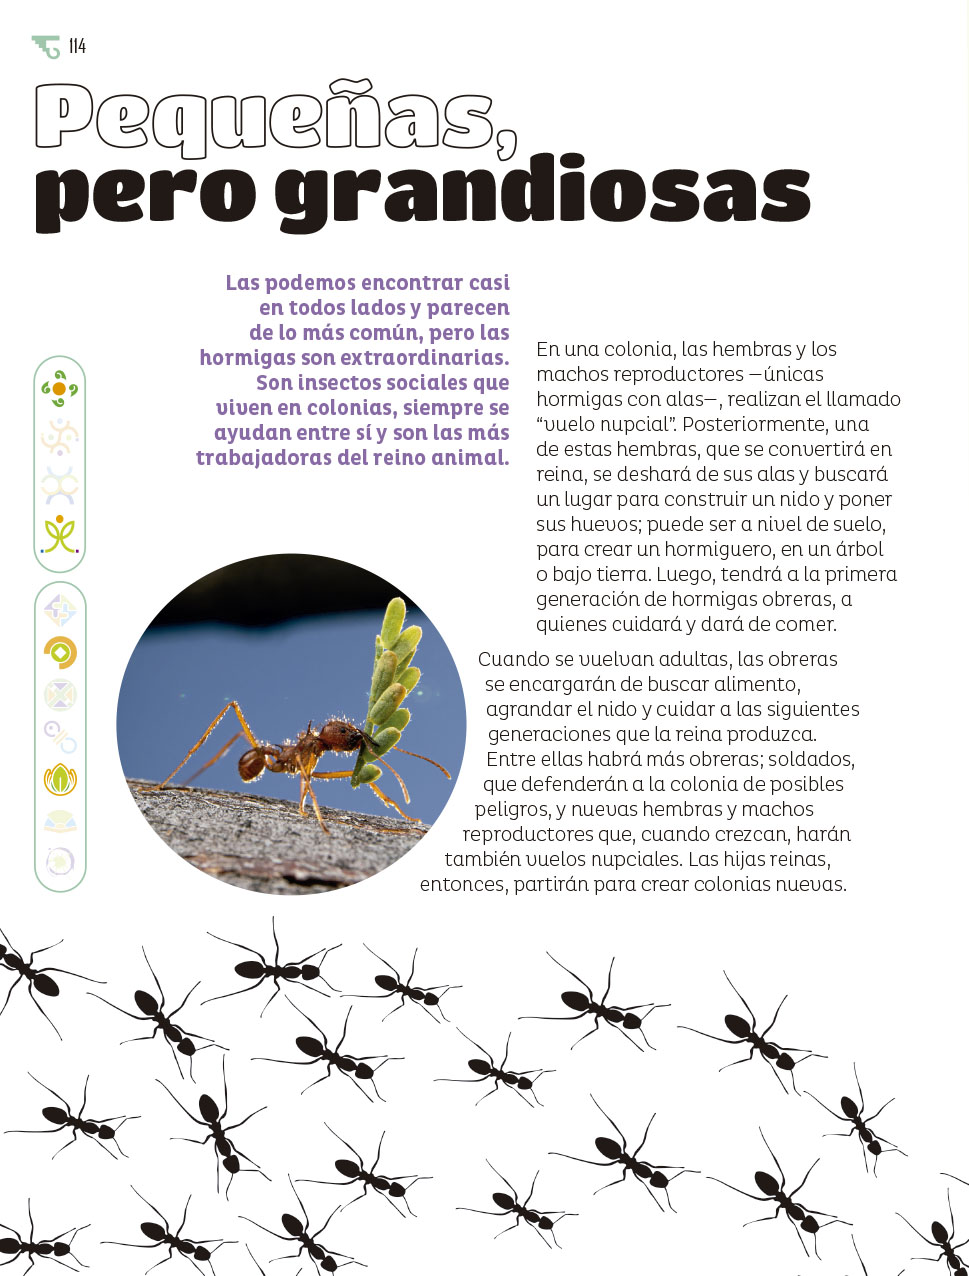 114
Pequeñas,
pero grandiosas
Las podemos encontrar casi
en todos lados y parecen
de lo más común, pero las
hormigas son extraordinarias.
Son insectos sociales que
viven en colonias, siempre se
ayudan entre sí y son las más
trabajadoras del reino animal.
En una colonia, las hembras y los
machos reproductores —únicas
hormigas con alas—, realizan el llamado
“vuelo nupcial”. Posteriormente, una
de estas hembras, que se convertirá en
reina, se deshará de sus alas y buscará
un lugar para construir un nido y poner
sus huevos; puede ser a nivel de suelo,
para crear un hormiguero, en un árbol
o bajo tierra. Luego, tendrá a la primera
generación de hormigas obreras, a
quienes cuidará y dará de comer.
Cuando se vuelvan adultas, las obreras
se encargarán de buscar alimento,
agrandar el nido y cuidar a las siguientes
generaciones que la reina produzca.
Entre ellas habrá más obreras; soldados,
que defenderán a la colonia de posibles
peligros, y nuevas hembras y machos
reproductores que, cuando crezcan, harán
también vuelos nupciales. Las hijas reinas,
entonces, partirán para crear colonias nuevas.